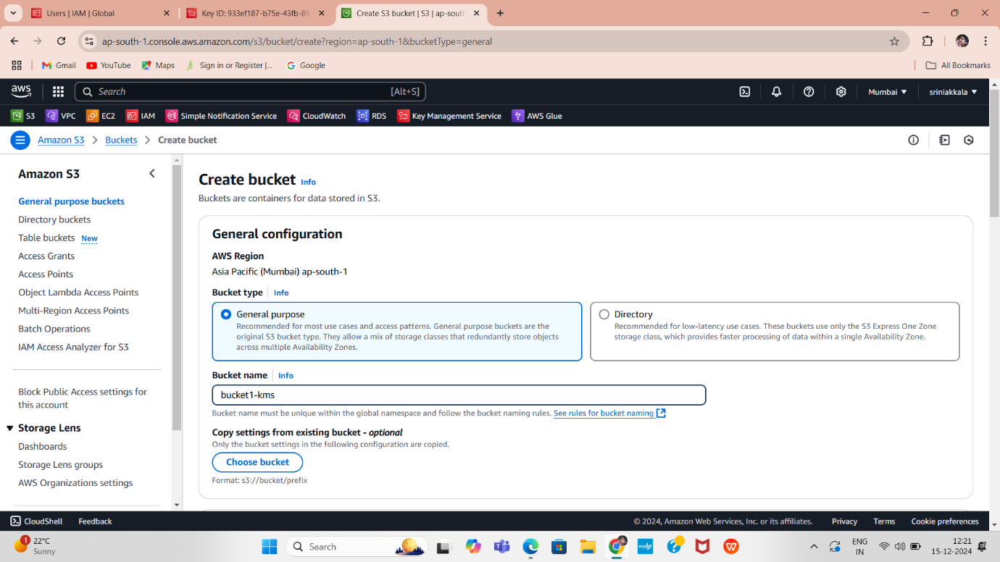 Users | IAM | Global
Key ID: 933ef187-b75e-43fb-89
Create S3 bucket | S3 | ap-south
ap-south-1.console.aws.amazon.com/s3/bucket/create?region=ap-south-1&bucketType=general
Gmail YouTube Maps Sign in or Register |... Google All Bookmarks
aws Search [Alt+S] Mumbai sriniakkala
S3 VPC EC2 IAM Simple Notification Service CloudWatch RDS Key Management Service AWS Glue
Amazon S3 Buckets Create bucket
Amazon S3
General purpose buckets
Directory buckets
Table buckets New
Access Grants
Access Points
Object Lambda Access Points
Multi-Region Access Points
Batch Operations
IAM Access Analyzer for S3
Block Public Access settings for
this account
Storage Lens
Dashboards
Storage Lens groups
AWS Organizations settings
Create bucket Info
Buckets are containers for data stored in S3.
General configuration
AWS Region
Asia Pacific (Mumbai) ap-south-1
Bucket type Info
General purpose
Recommended for most use cases and access patterns. General purpose buckets are the
original S3 bucket type. They allow a mix of storage classes that redundantly store objects
across multiple Availability Zones.
Directory
Recommended for low-latency use cases. These buckets use only the S3 Express One Zone
storage class, which provides faster processing of data within a single Availability Zone.
Bucket name Info
bucket1-kms
Bucket name must be unique within the global namespace and follow the bucket naming rules. See rules for bucket naming
Copy settings from existing bucket - optional
Only the bucket settings in the following configuration are copied.
Choose bucket
Format: s3://bucket/prefix
CloudShell Feedback © 2024, Amazon Web Services, Inc. or its affiliates. Privacy Terms Cookie preferences
1
22°C
Sunny
Search
myhp
ENG
IN
12:21
15-12-2024